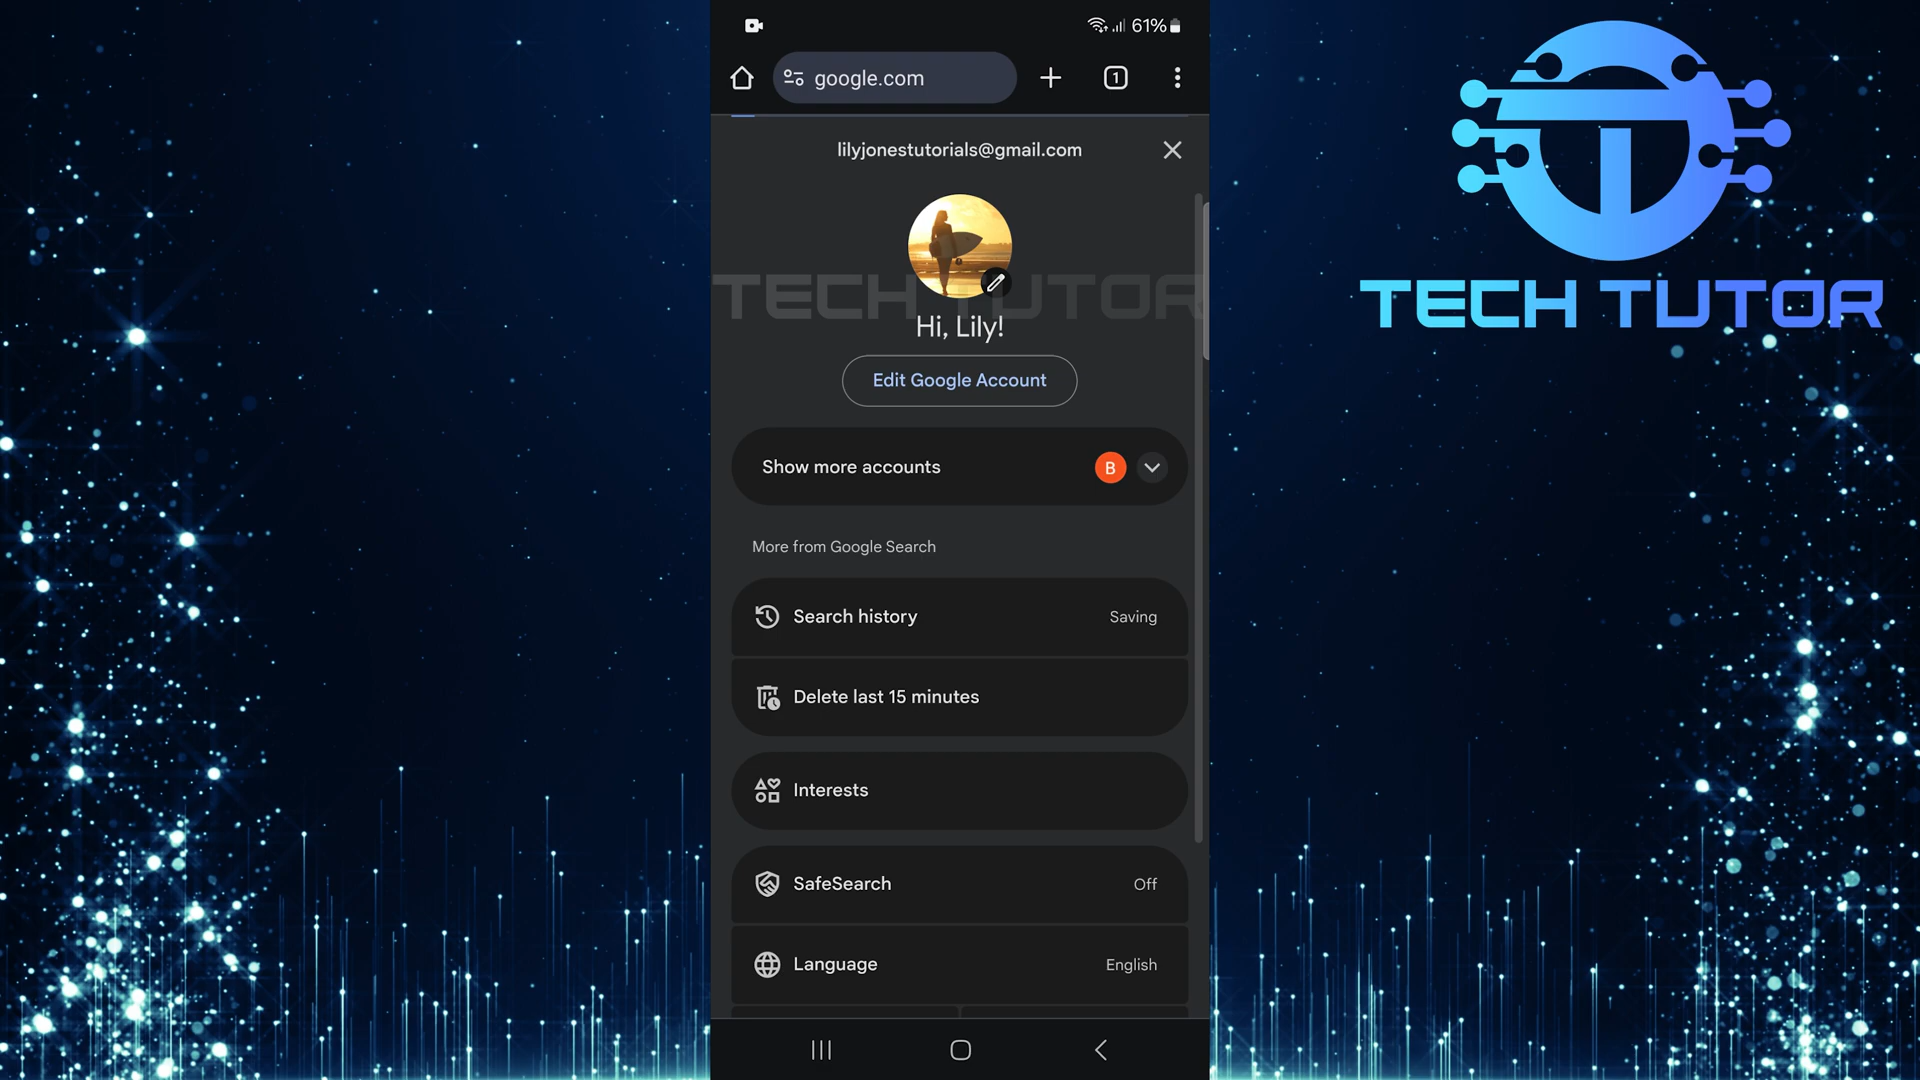 61%
google.com
1
lilyjonestutorials@gmail.com
TECH TUTOR
Hi, Lily!
Edit Google Account
Show more accounts
B
More from Google Search
Search history
Saving
Delete last 15 minutes
Interests
SafeSearch
Off
Language
English
TECH TUTOR